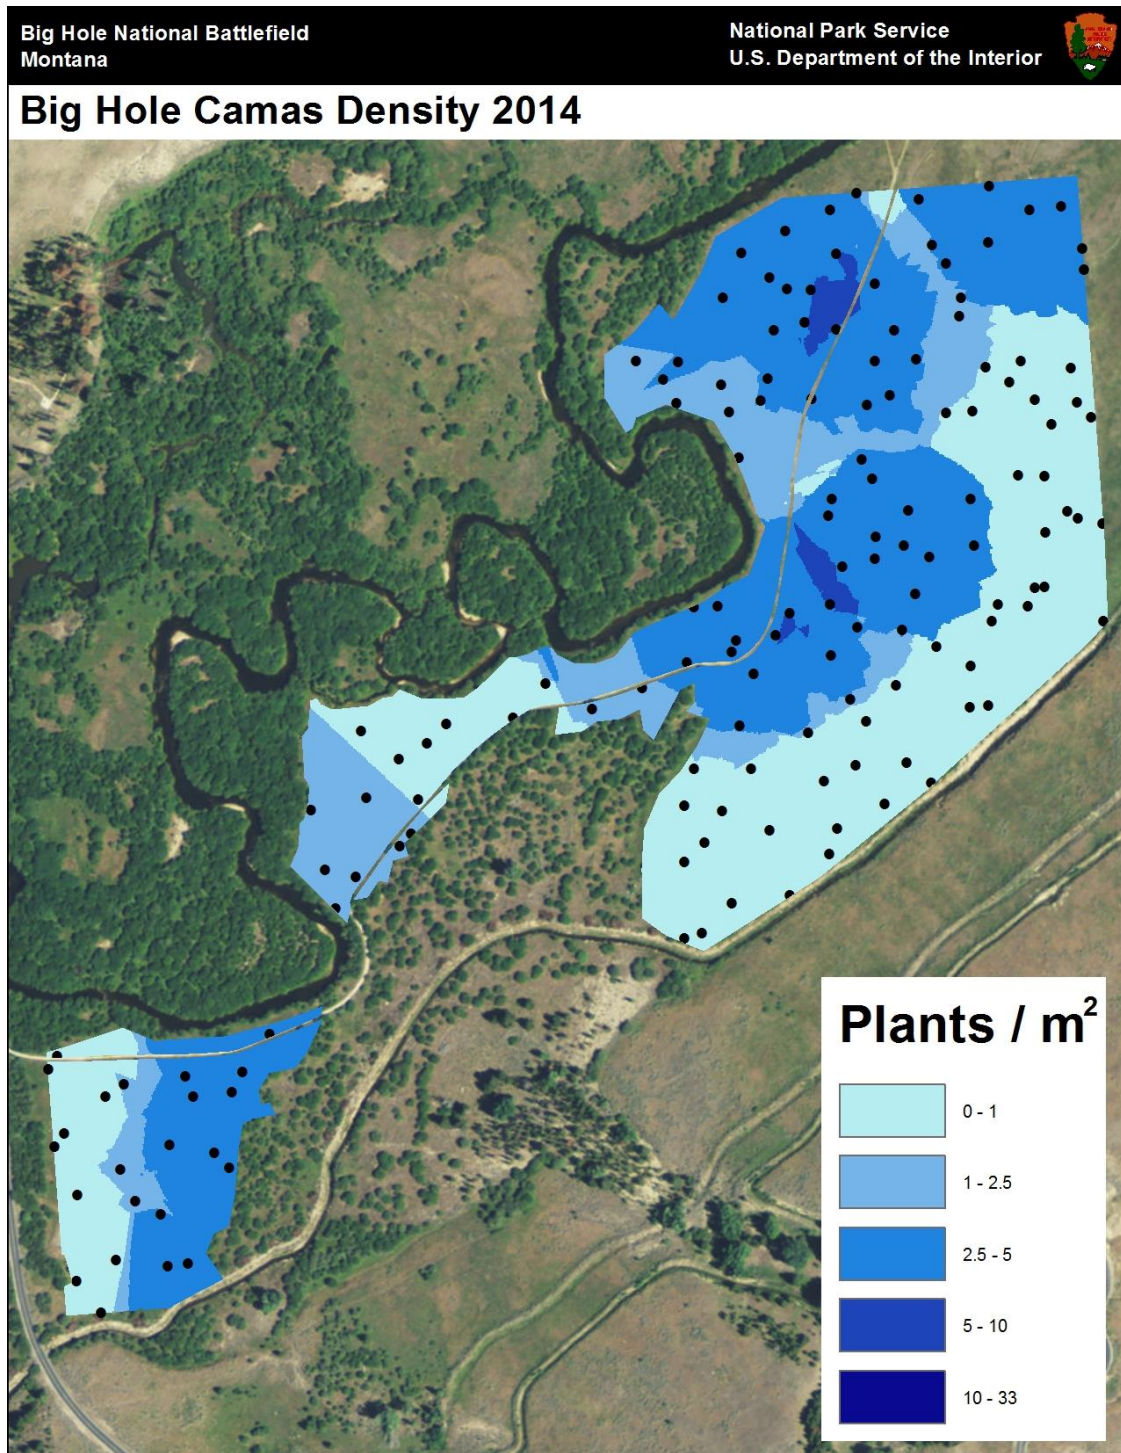 Big Hole National Battlefield
Montana
National Park Service
U.S. Department of the Interior
Big Hole Camas Density 2014
Plants / m²
0 - 1
1 - 2.5
2.5 - 5
5 - 10
10 - 33